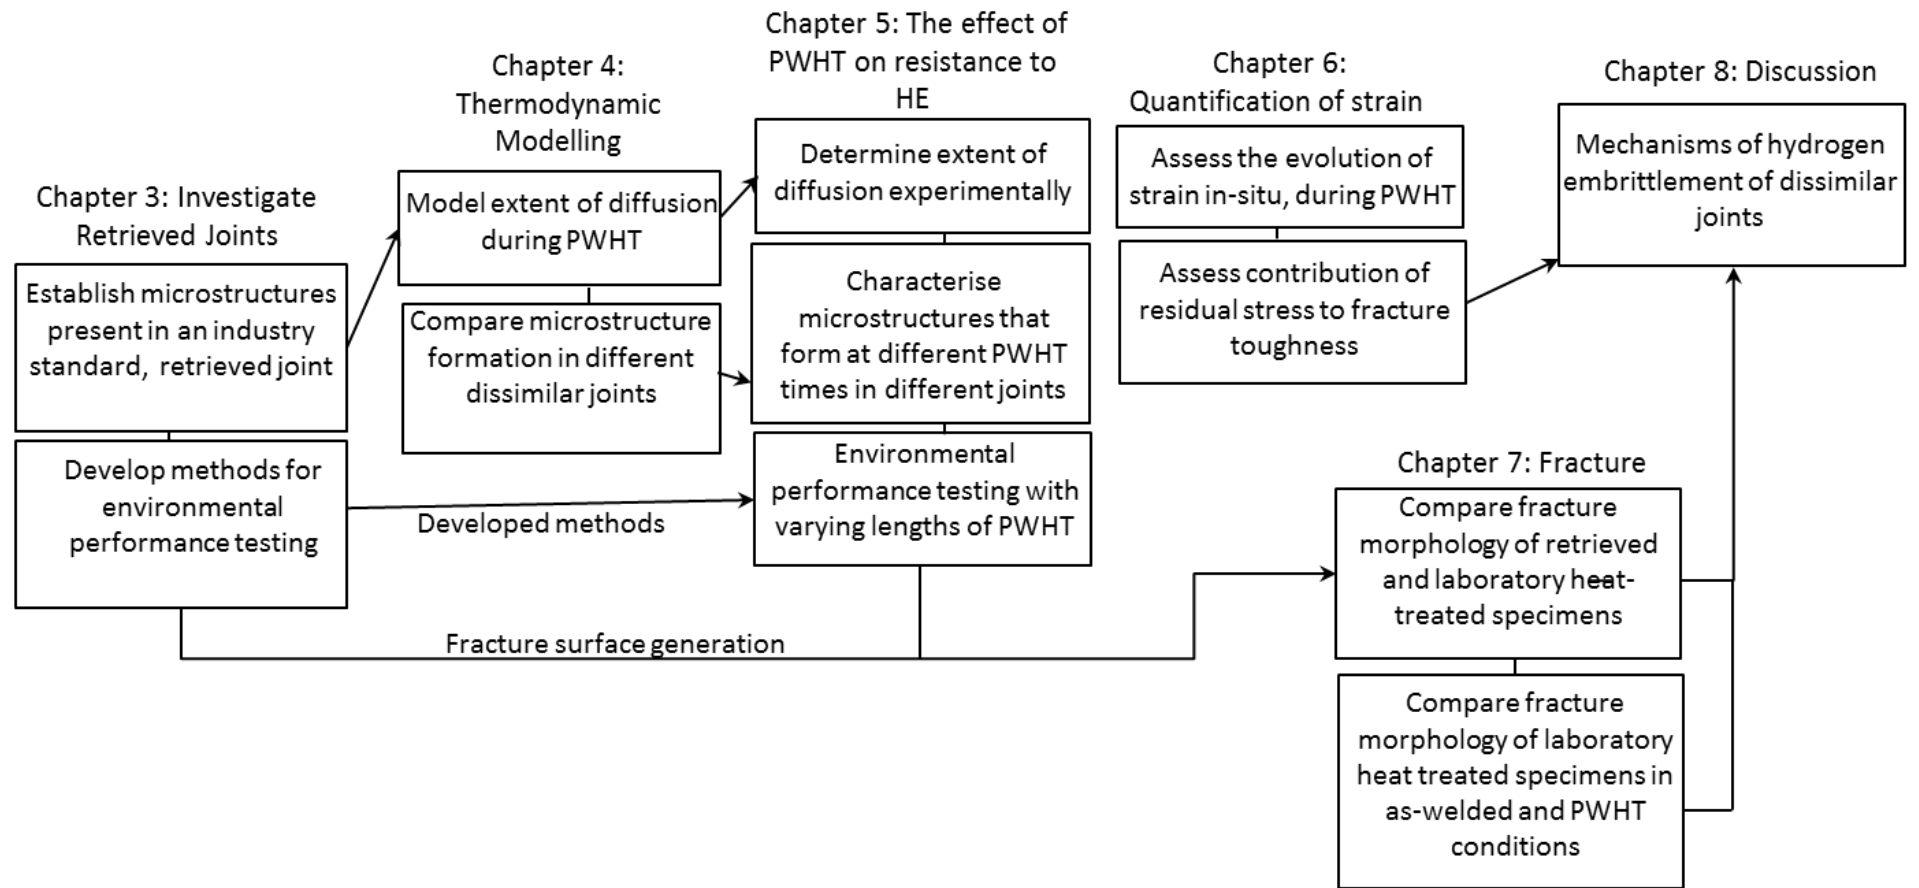 Chapter 3: Investigate
Retrieved Joints
Establish microstructures
present in an industry
standard, retrieved joint
Develop methods for
environmental
performance testing
Chapter 4:
Thermodynamic
Modelling
Model extent of diffusion
during PWHT
Compare microstructure
formation in different
dissimilar joints
Developed methods
Fracture surface generation
Chapter 5: The effect of
PWHT on resistance to
HE
Determine extent of
diffusion experimentally
Characterise
microstructures that
form at different PWHT
times in different joints
Environmental
performance testing with
varying lengths of PWHT
Chapter 6:
Quantification of strain
Assess the evolution of
strain in-situ, during PWHT
Assess contribution of
residual stress to fracture
toughness
Chapter 7: Fracture
Compare fracture
morphology of retrieved
and laboratory heat-
treated specimens
Compare fracture
morphology of laboratory
heat treated specimens in
as-welded and PWHT
conditions
Chapter 8: Discussion
Mechanisms of hydrogen
embrittlement of dissimilar
joints